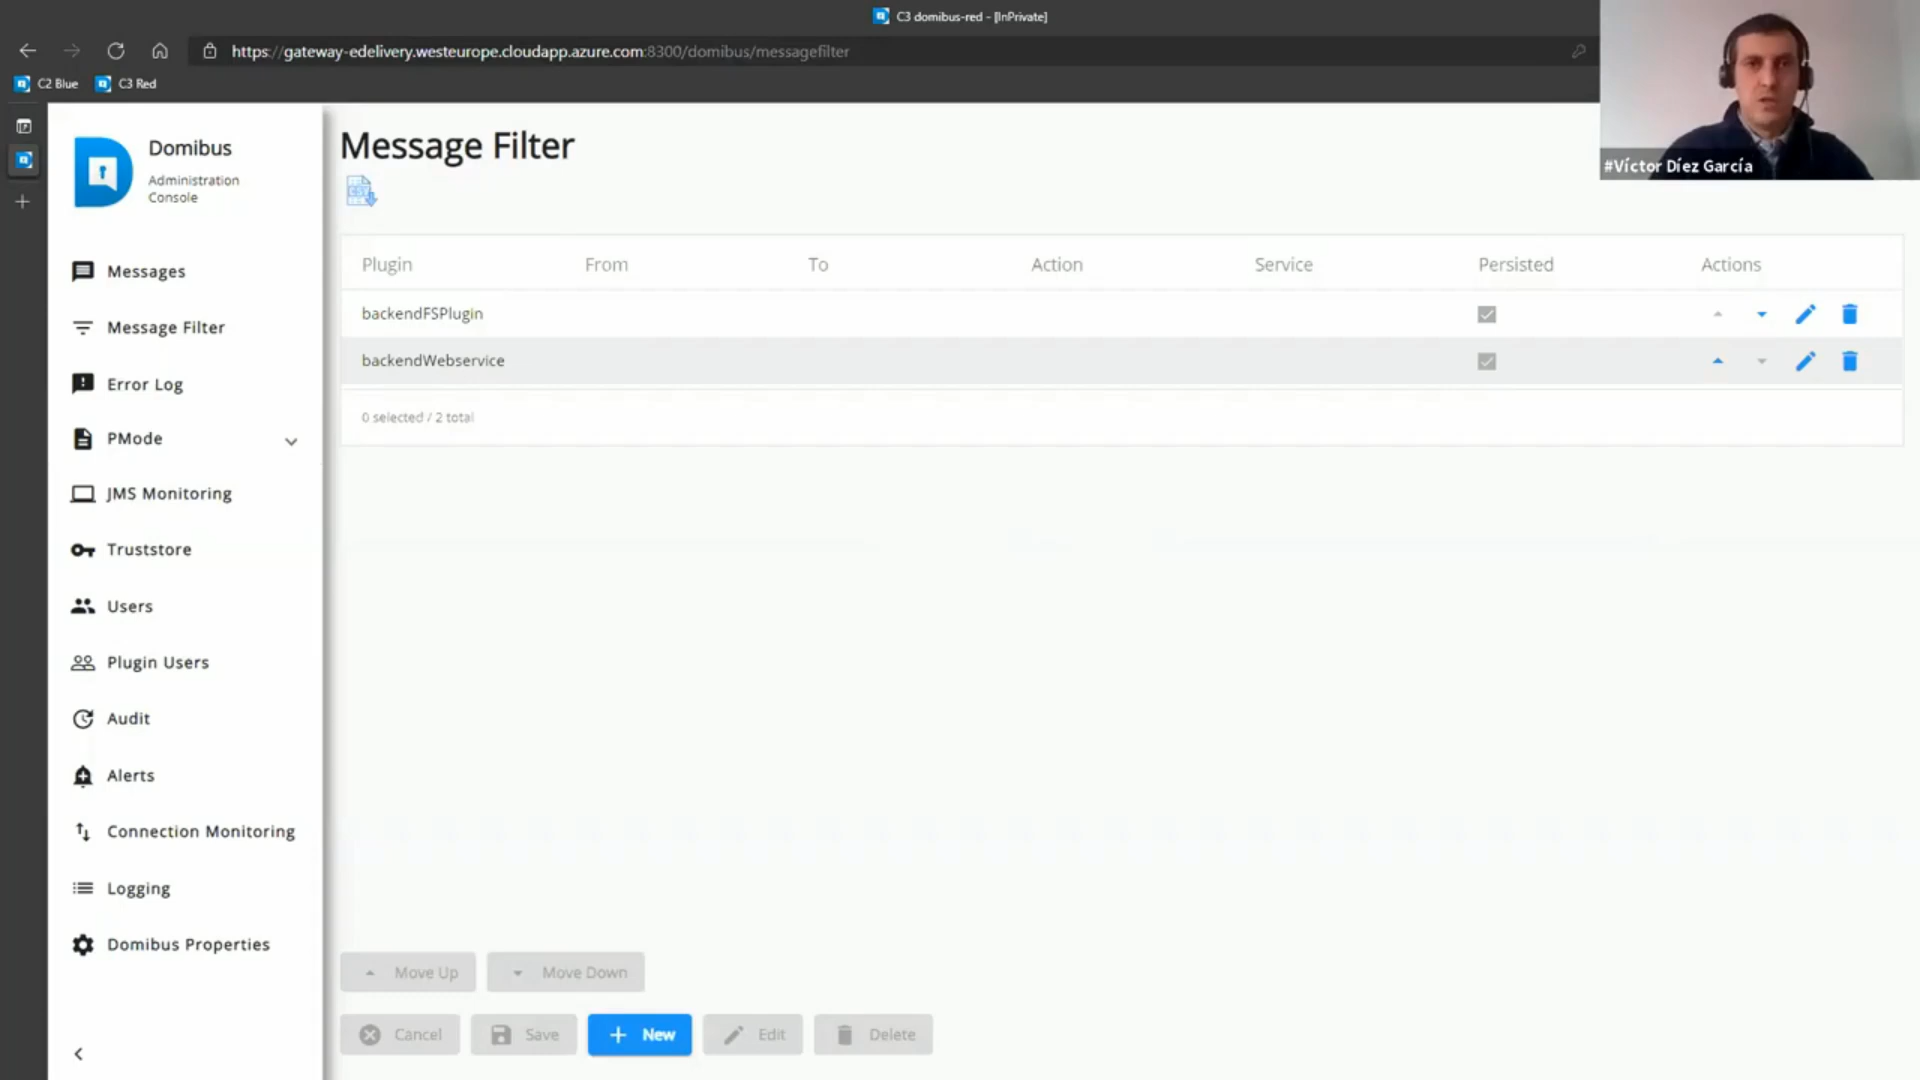 C3 domibus-red - [InPrivate]
https://gateway-edelivery.westeurope.cloudapp.azure.com:8300/domibus/messagefilter
C2 Blue
C3 Red
#Víctor Díez García
Domibus
Administration
Console
Messages
Message Filter
Error Log
PMode
JMS Monitoring
Truststore
Users
Plugin Users
Audit
Alerts
Connection Monitoring
Logging
Domibus Properties
Message Filter
CSV
Plugin From To Action Service Persisted Actions
backendFSPlugin
backendWebservice
0 selected / 2 total
Move Up Move Down
Cancel Save + New Edit Delete